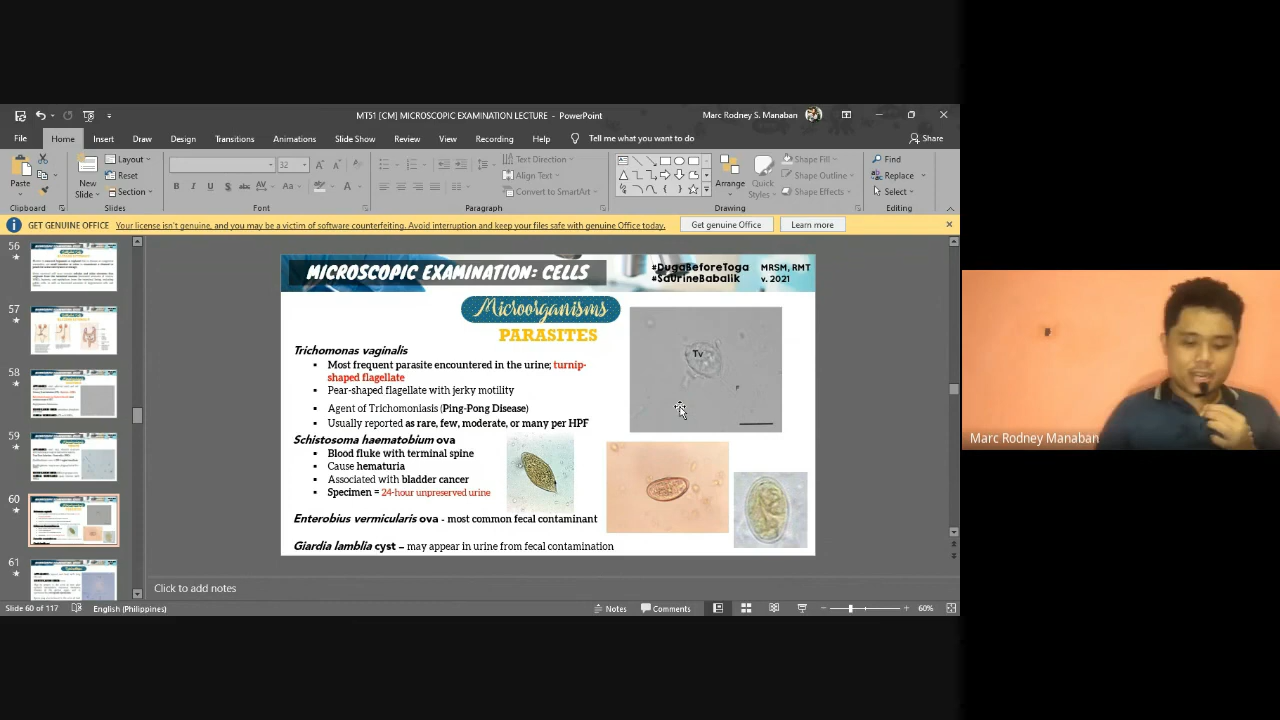 MT51 [CM] MICROSCOPIC EXAMINATION LECTURE - PowerPoint
Marc Rodney S. Manaban
File Home Insert Draw Design Transitions Animations Slide Show Review View Recording Help Tell me what you want to do
Share
Paste
New Slide
Layout
Reset
Section
32
B I U S abc AV Aa A
Text Direction
Align Text
Convert to SmartArt
Arrange
Quick Styles
Shape Fill
Shape Outline
Shape Effects
Find
Replace
Select
Clipboard Slides Font Paragraph Drawing Editing
GET GENUINE OFFICE Your license isn't genuine, and you may be a victim of software counterfeiting. Avoid interruption and keep your files safe with genuine Office today. Get genuine Office Learn more
56
57
58
59
60
61
MICROSCOPIC EXAMINATION: CELLS
#DugaBeforeToga
#SaUrineBabalik
MRSM, RMT
v. 2021
Microorganisms
PARASITES
Trichomonas vaginalis
▪ Most frequent parasite encountered in the urine; turnip-
shaped flagellate
▪ Pear-shaped flagellate with jerky motility
▪ Agent of Trichomoniasis (Ping-Pong Disease)
▪ Usually reported as rare, few, moderate, or many per HPF
Schistosoma haematobium ova
▪ Blood fluke with terminal spine
▪ Cause hematuria
▪ Associated with bladder cancer
▪ Specimen = 24-hour unpreserved urine
Enterobius vermicularis ova - most common fecal contaminant
Giardia lamblia cyst – may appear in urine from fecal contamination
Tv
F
Marc Rodney Manaban
Click to add notes
Slide 60 of 117 English (Philippines) Notes Comments 60%